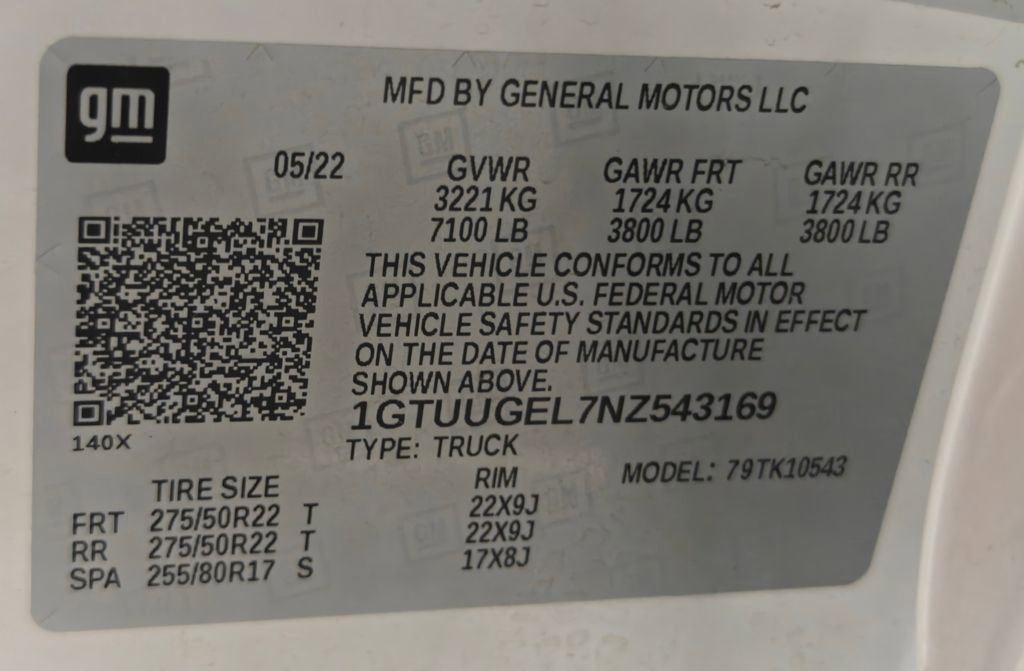 gm
MFD BY GENERAL MOTORS LLC
05/22 GVWR GAWR FRT GAWR RR
3221 KG 1724 KG 1724 KG
7100 LB 3800 LB 3800 LB
THIS VEHICLE CONFORMS TO ALL
APPLICABLE U.S. FEDERAL MOTOR
VEHICLE SAFETY STANDARDS IN EFFECT
ON THE DATE OF MANUFACTURE
SHOWN ABOVE.
1GTUUGEL7NZ543169
140X
TYPE: TRUCK
MODEL: 79TK10543
TIRE SIZE RIM
FRT 275/50R22 T 22X9J
RR 275/50R22 T 22X9J
SPA 255/80R17 S 17X8J